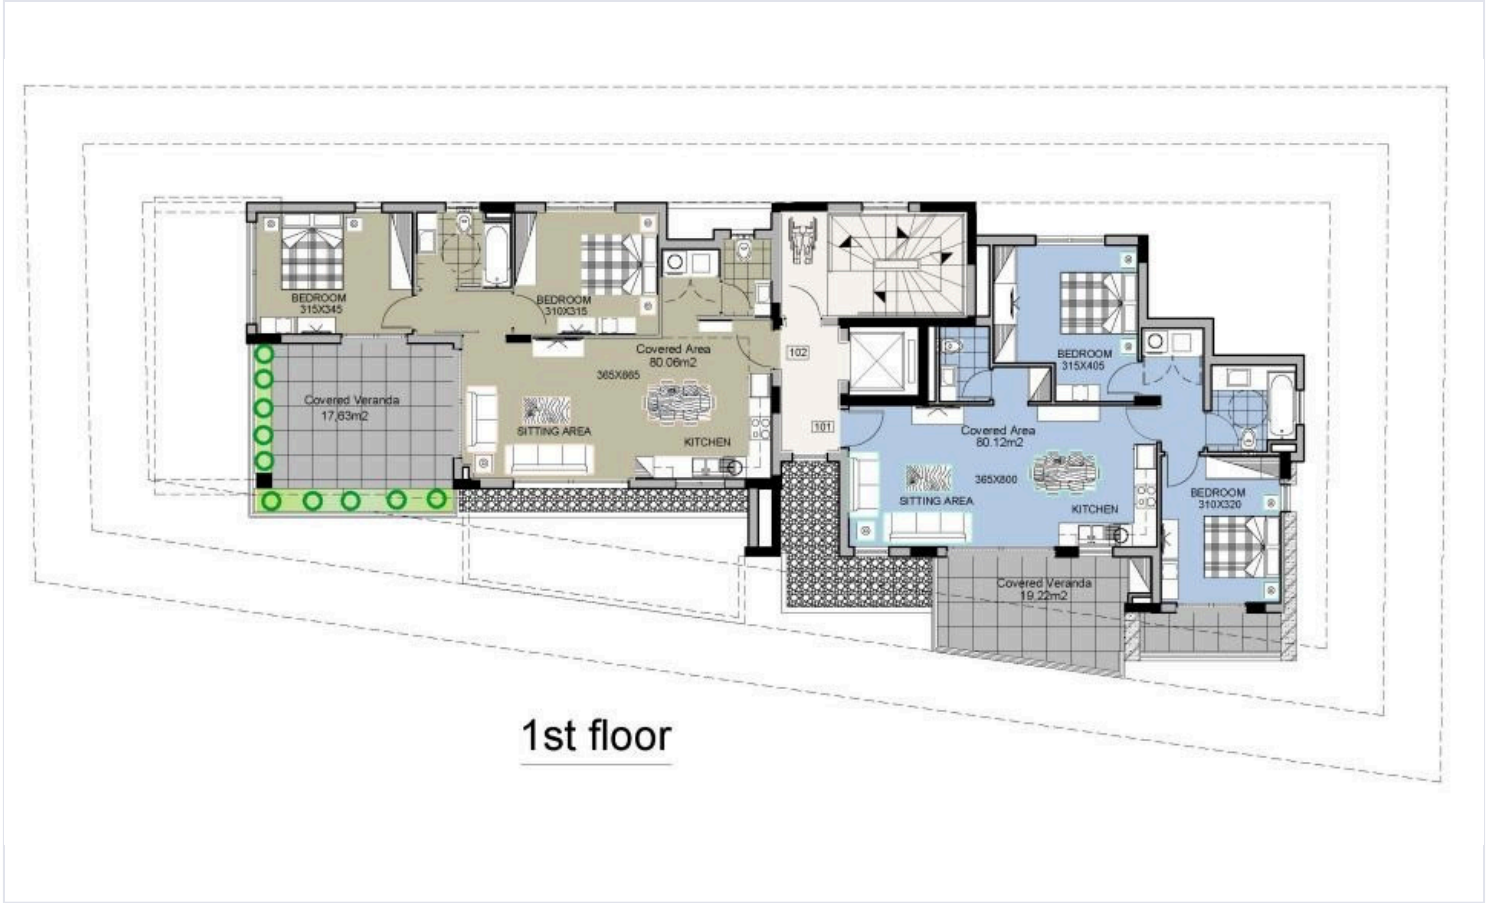 BEDROOM
315X345
BEDROOM
310X315
Covered Area
80.06m2
365X665
Covered Veranda
17,63m2
SITTING AREA
KITCHEN
102
101
BEDROOM
315X405
Covered Area
80.12m2
365X800
SITTING AREA
KITCHEN
BEDROOM
310X320
Covered Veranda
19,22m2
1st floor